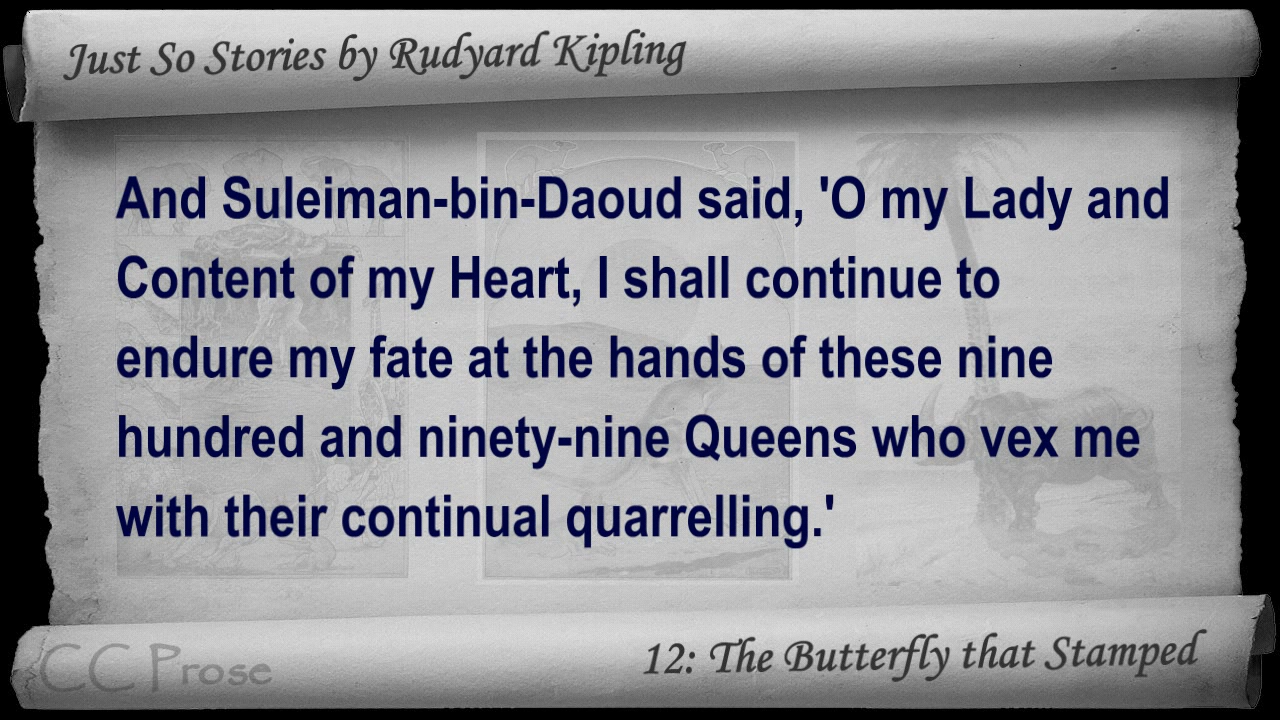 Just So Stories by Rudyard Kipling
And Suleiman-bin-Daoud said, 'O my Lady and
Content of my Heart, I shall continue to
endure my fate at the hands of these nine
hundred and ninety-nine Queens who vex me
with their continual quarrelling.'
CC Prose
12: The Butterfly that Stamped